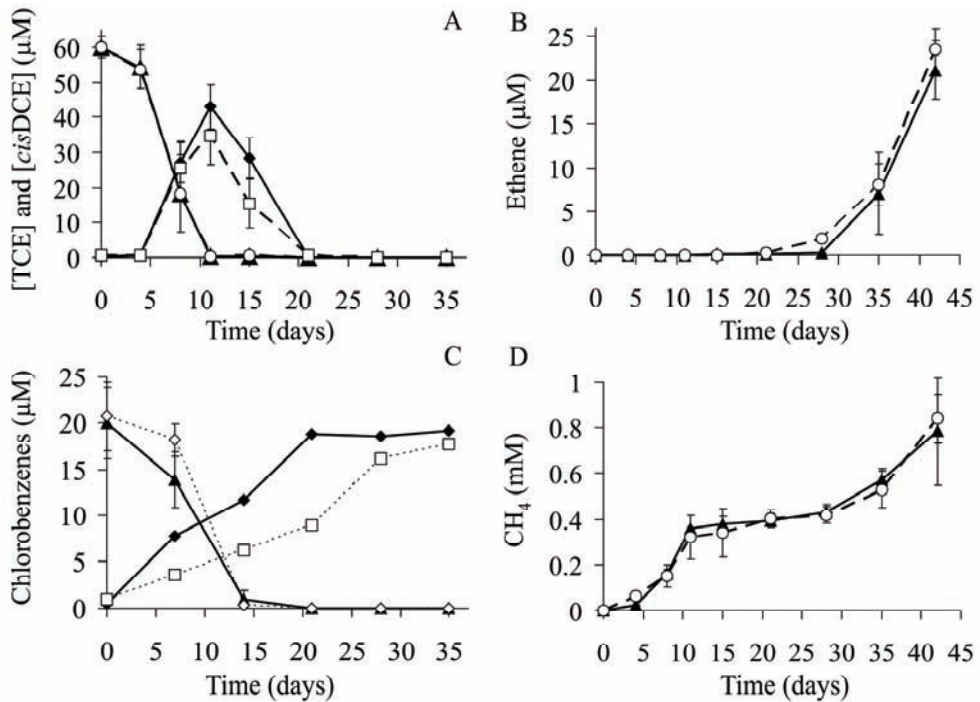 A
[TCE] and [cisDCE] (µM)
60
50
40
30
20
10
0
0 5 10 15 20 25 30 35
Time (days)
B
Ethene (µM)
25
20
15
10
5
0
0 5 10 15 20 25 30 35 40 45
Time (days)
C
Chlorobenzenes (µM)
25
20
15
10
5
0
0 5 10 15 20 25 30 35
Time (days)
D
CH4 (mM)
1
0.8
0.6
0.4
0.2
0
0 5 10 15 20 25 30 35 40 45
Time (days)